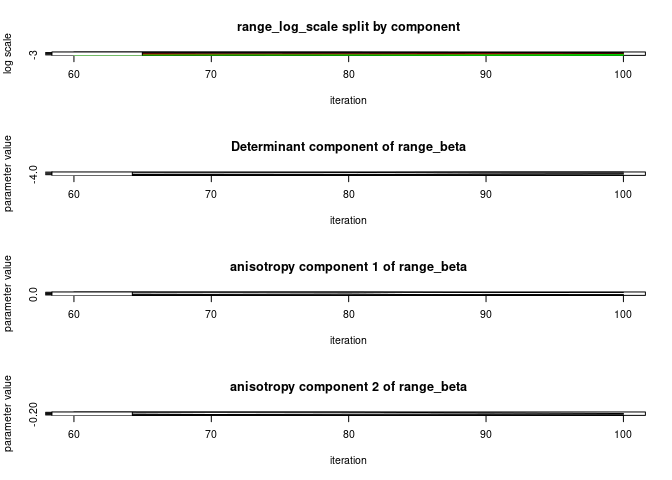 range_log_scale split by component
log scale
-3
60 70 80 90 100
iteration
Determinant component of range_beta
parameter value
-4.0
60 70 80 90 100
iteration
anisotropy component 1 of range_beta
parameter value
0.0
60 70 80 90 100
iteration
anisotropy component 2 of range_beta
parameter value
-0.20
60 70 80 90 100
iteration